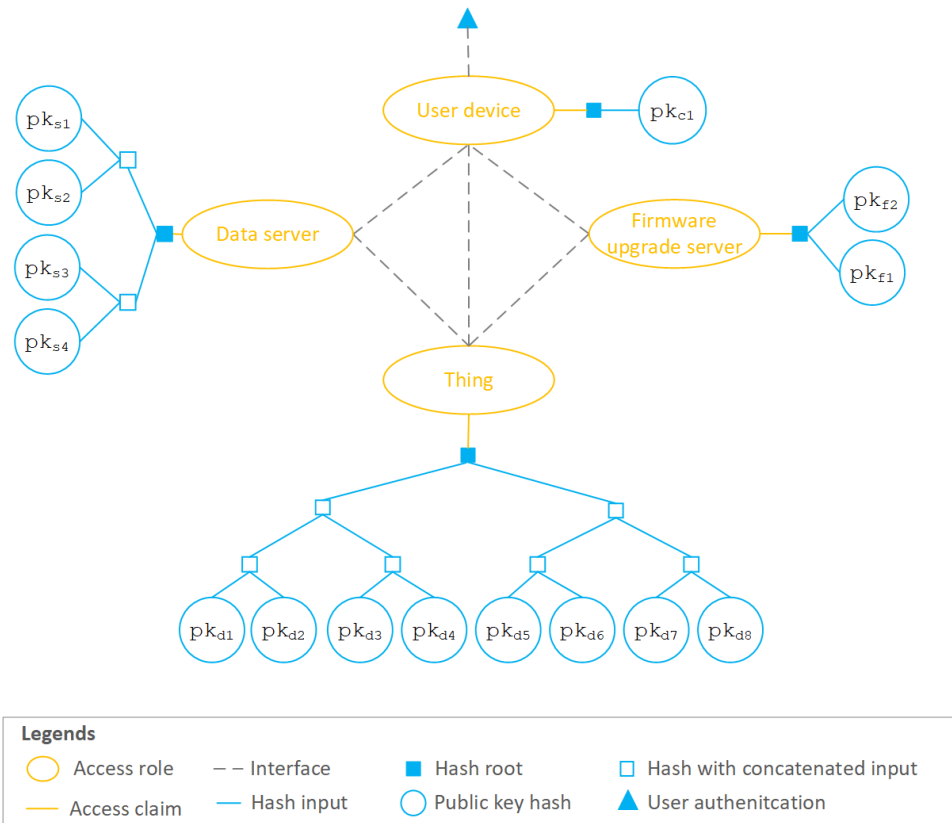 User device
pkc1
pks1
pks2
pks3
pks4
Data server
Firmware
upgrade server
pkf2
pkf1
Thing
pkd1 pkd2 pkd3 pkd4 pkd5 pkd6 pkd7 pkd8
Legends
Access role Interface Hash root Hash with concatenated input
Access claim Hash input Public key hash User authenitcation